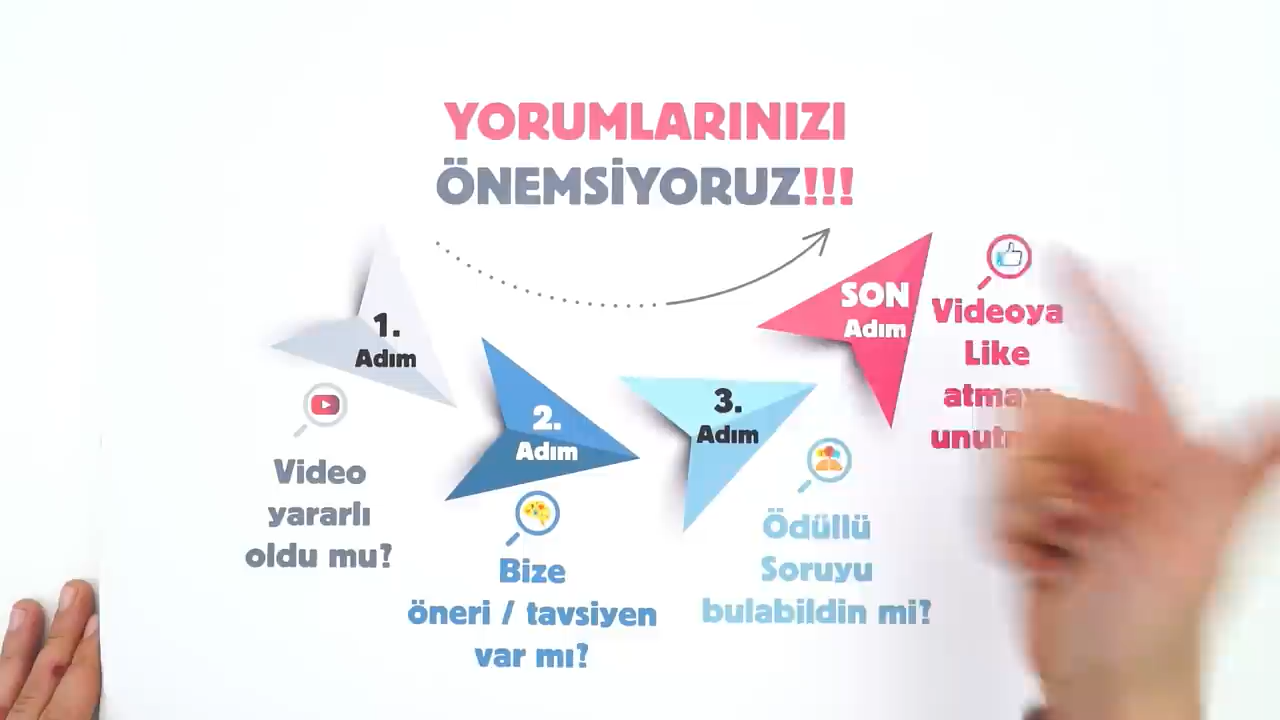 YORUMLARINIZI
ÖNEMSİYORUZ!!!
1.
Adım
Video
yararlı
oldu mu?
2.
Adım
Bize
öneri / tavsiyen
var mı?
3.
Adım
Ödüllü
Soruyu
bulabildin mi?
SON
Adım
Videoya
Like